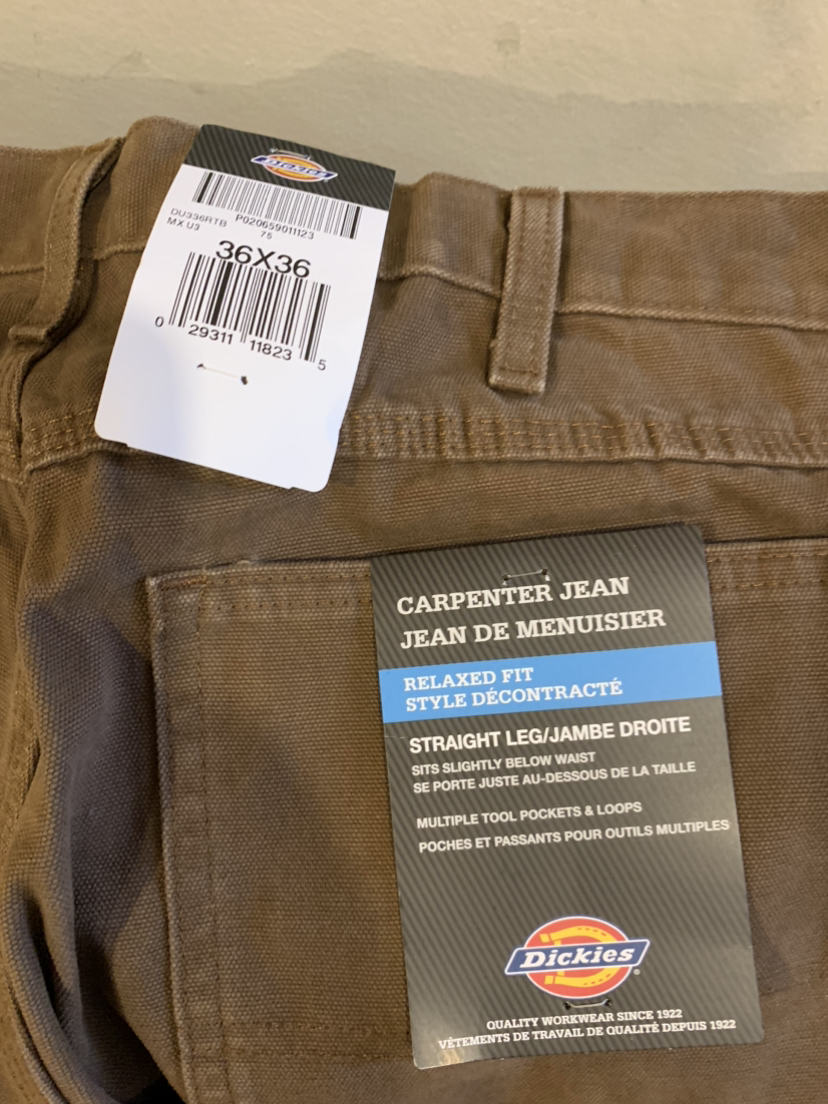 Dickies
P020659011123
DU336RTB
MX U3
75
36X36
0 29311 11823 5
CARPENTER JEAN
JEAN DE MENUISIER
RELAXED FIT
STYLE DÉCONTRACTÉ
STRAIGHT LEG/JAMBE DROITE
SITS SLIGHTLY BELOW WAIST
SE PORTE JUSTE AU-DESSOUS DE LA TAILLE
MULTIPLE TOOL POCKETS & LOOPS
POCHES ET PASSANTS POUR OUTILS MULTIPLES
Dickies®
QUALITY WORKWEAR SINCE 1922
VÊTEMENTS DE TRAVAIL DE QUALITÉ DEPUIS 1922